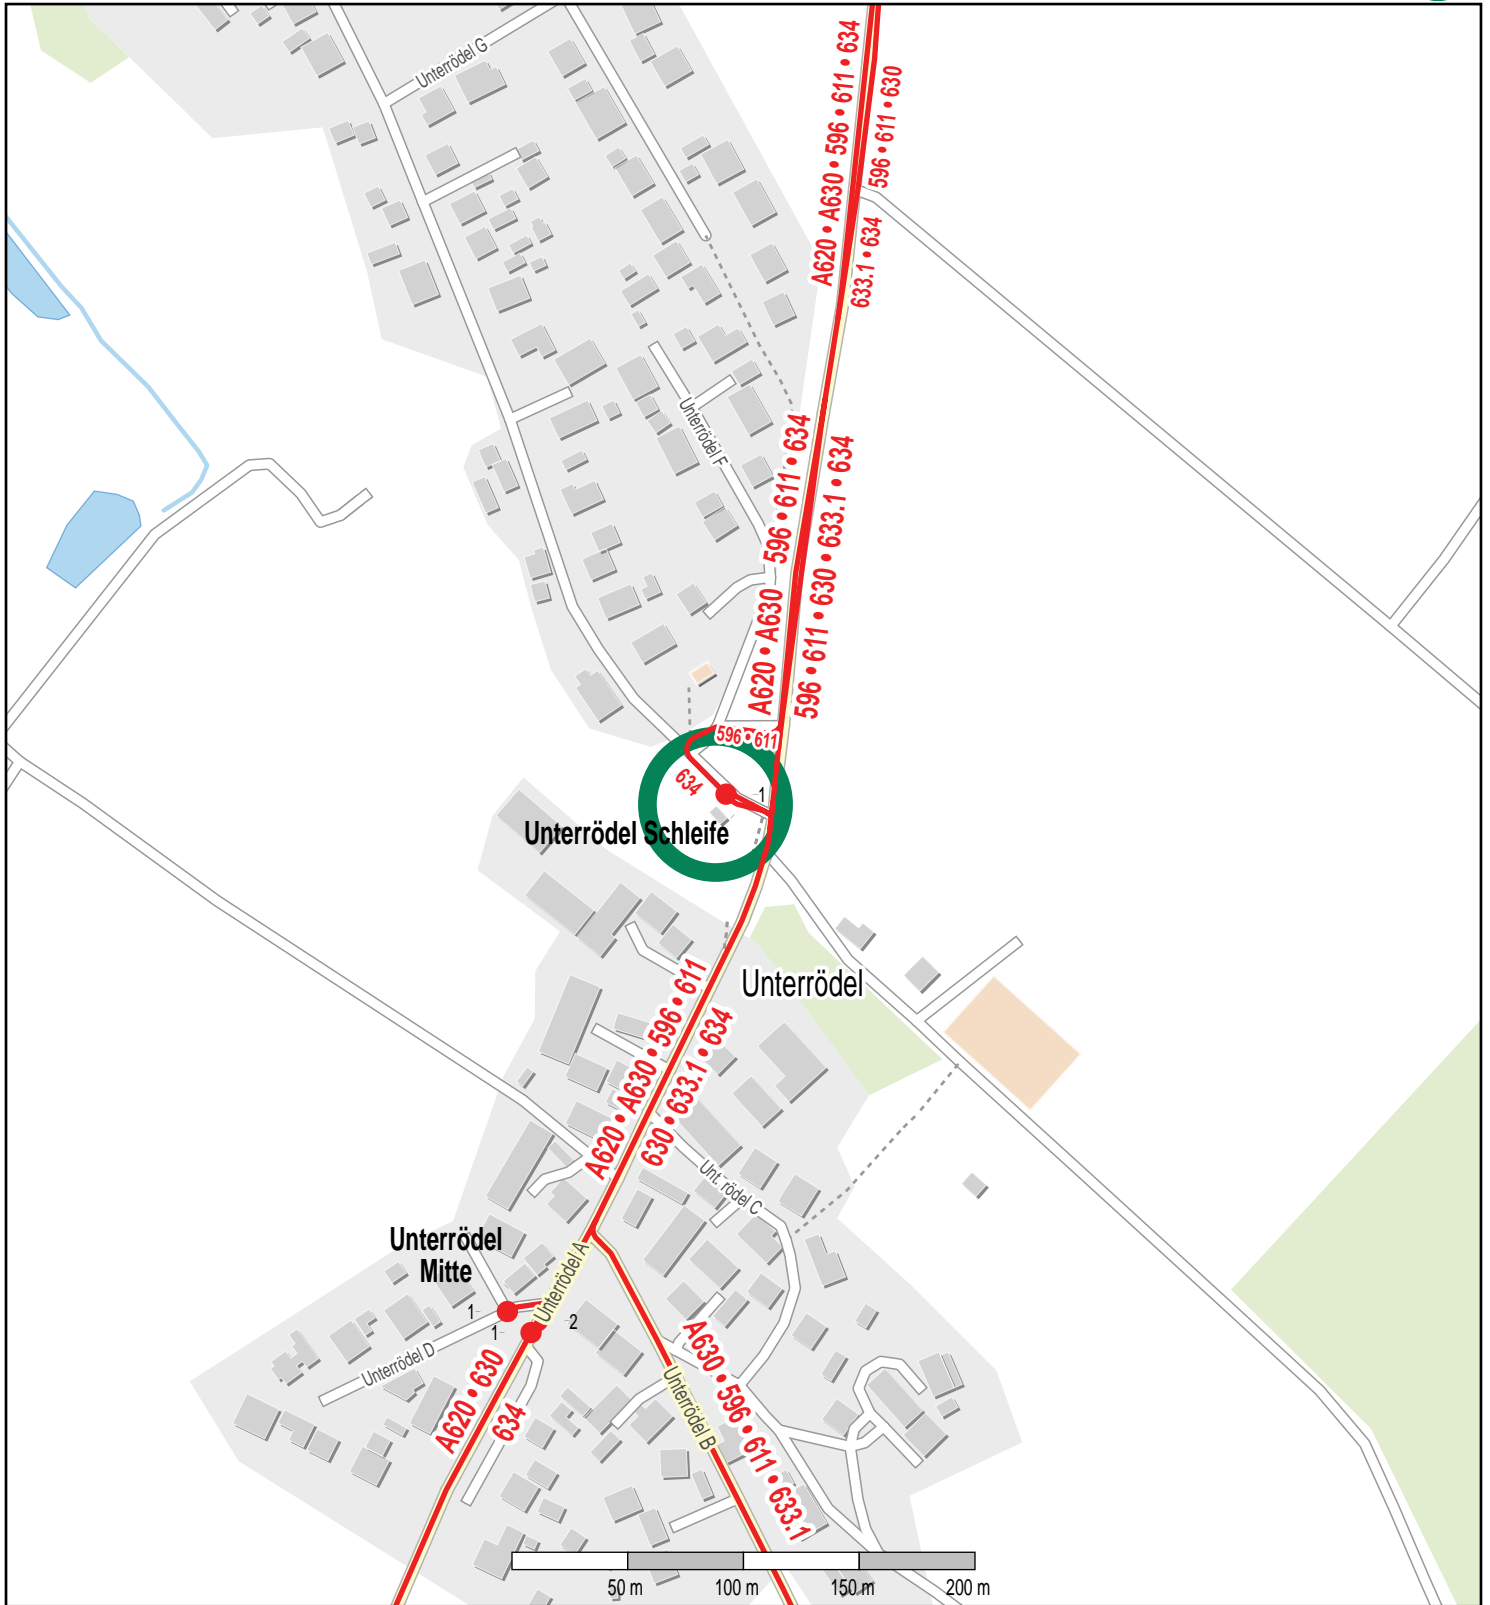 Unterrödel G
A620 • A630 • 596 • 611 • 634
596 • 611 • 630
633.1 • 634
Unterrödel F
A620 • A630
596 • 611 • 634
596 • 611 • 630 • 633.1 • 634
596 • 611
634
1
Unterrödel Schleife
Unterrödel
A620 • A630 • 596 • 611
630 • 633.1 • 634
Unt. rödel C
Unterrödel
Mitte
Unterrödel A
1
1
2
Unterrödel D
A620 • 630
634
Unterrödel B
A630 • 596 • 611 • 633.1
50 m
100 m
150 m
200 m